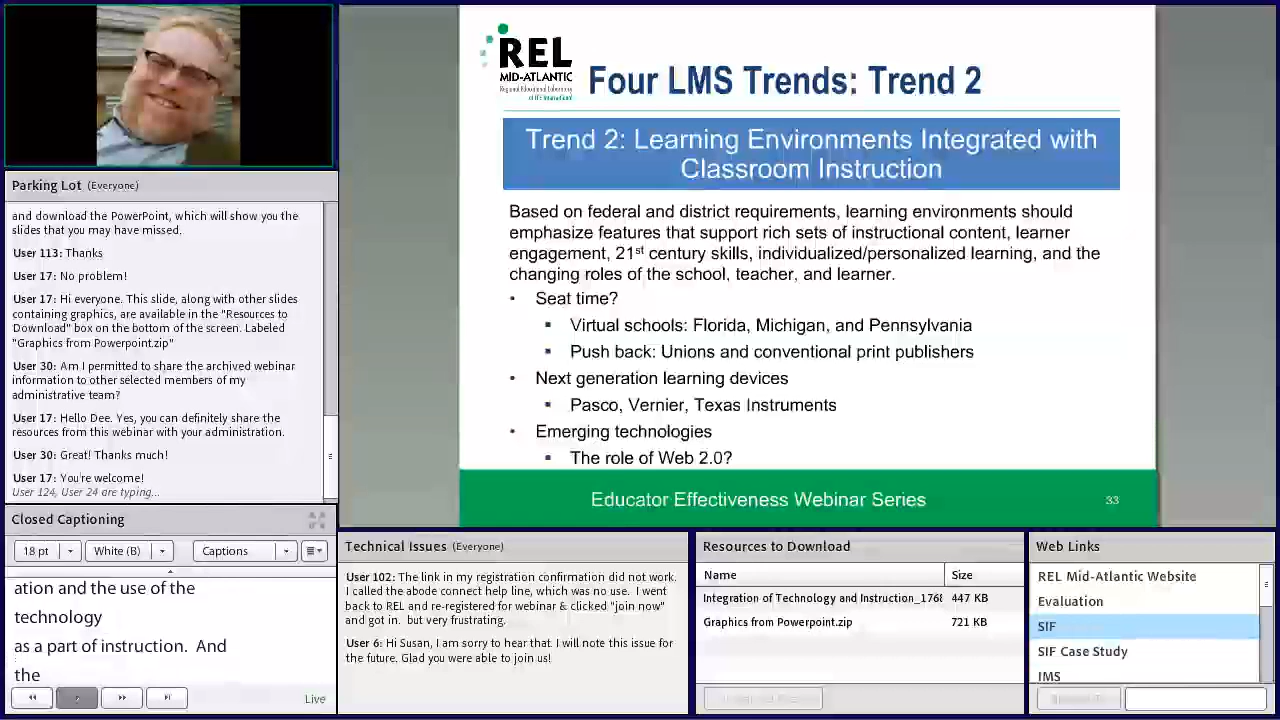 Parking Lot (Everyone)
and download the PowerPoint, which will show you the
slides that you may have missed.
User 113: Thanks
User 17: No problem!
User 17: Hi everyone. This slide, along with other slides
containing graphics, are available in the "Resources to
Download" box on the bottom of the screen. Labeled
"Graphics from Powerpoint.zip"
User 30: Am I permitted to share the archived webinar
information to other selected members of my
administrative team?
User 17: Hello Dee. Yes, you can definitely share the
resources from this webinar with your administration.
User 30: Great! Thanks much!
User 17: You're welcome!
User 124, User 24 are typing...
Closed Captioning
18 pt
White (B)
Captions
ation and the use of the
technology
as a part of instruction. And
the
Live
REL
MID-ATLANTIC
Regional Educational Laboratory
Four LMS Trends: Trend 2
Trend 2: Learning Environments Integrated with
Classroom Instruction
Based on federal and district requirements, learning environments should
emphasize features that support rich sets of instructional content, learner
engagement, 21st century skills, individualized/personalized learning, and the
changing roles of the school, teacher, and learner.
• Seat time?
▪ Virtual schools: Florida, Michigan, and Pennsylvania
▪ Push back: Unions and conventional print publishers
• Next generation learning devices
▪ Pasco, Vernier, Texas Instruments
• Emerging technologies
▪ The role of Web 2.0?
Educator Effectiveness Webinar Series
33
Technical Issues (Everyone)
User 102: The link in my registration confirmation did not work.
I called the abode connect help line, which was no use. I went
back to REL and re-registered for webinar & clicked "join now"
and got in. but very frustrating.
User 6: Hi Susan, I am sorry to hear that. I will note this issue for
the future. Glad you were able to join us!
Resources to Download
Name Size
Integration of Technology and Instruction_1768 447 KB
Graphics from Powerpoint.zip 721 KB
Web Links
REL Mid-Atlantic Website
Evaluation
SIF
SIF Case Study
IMS